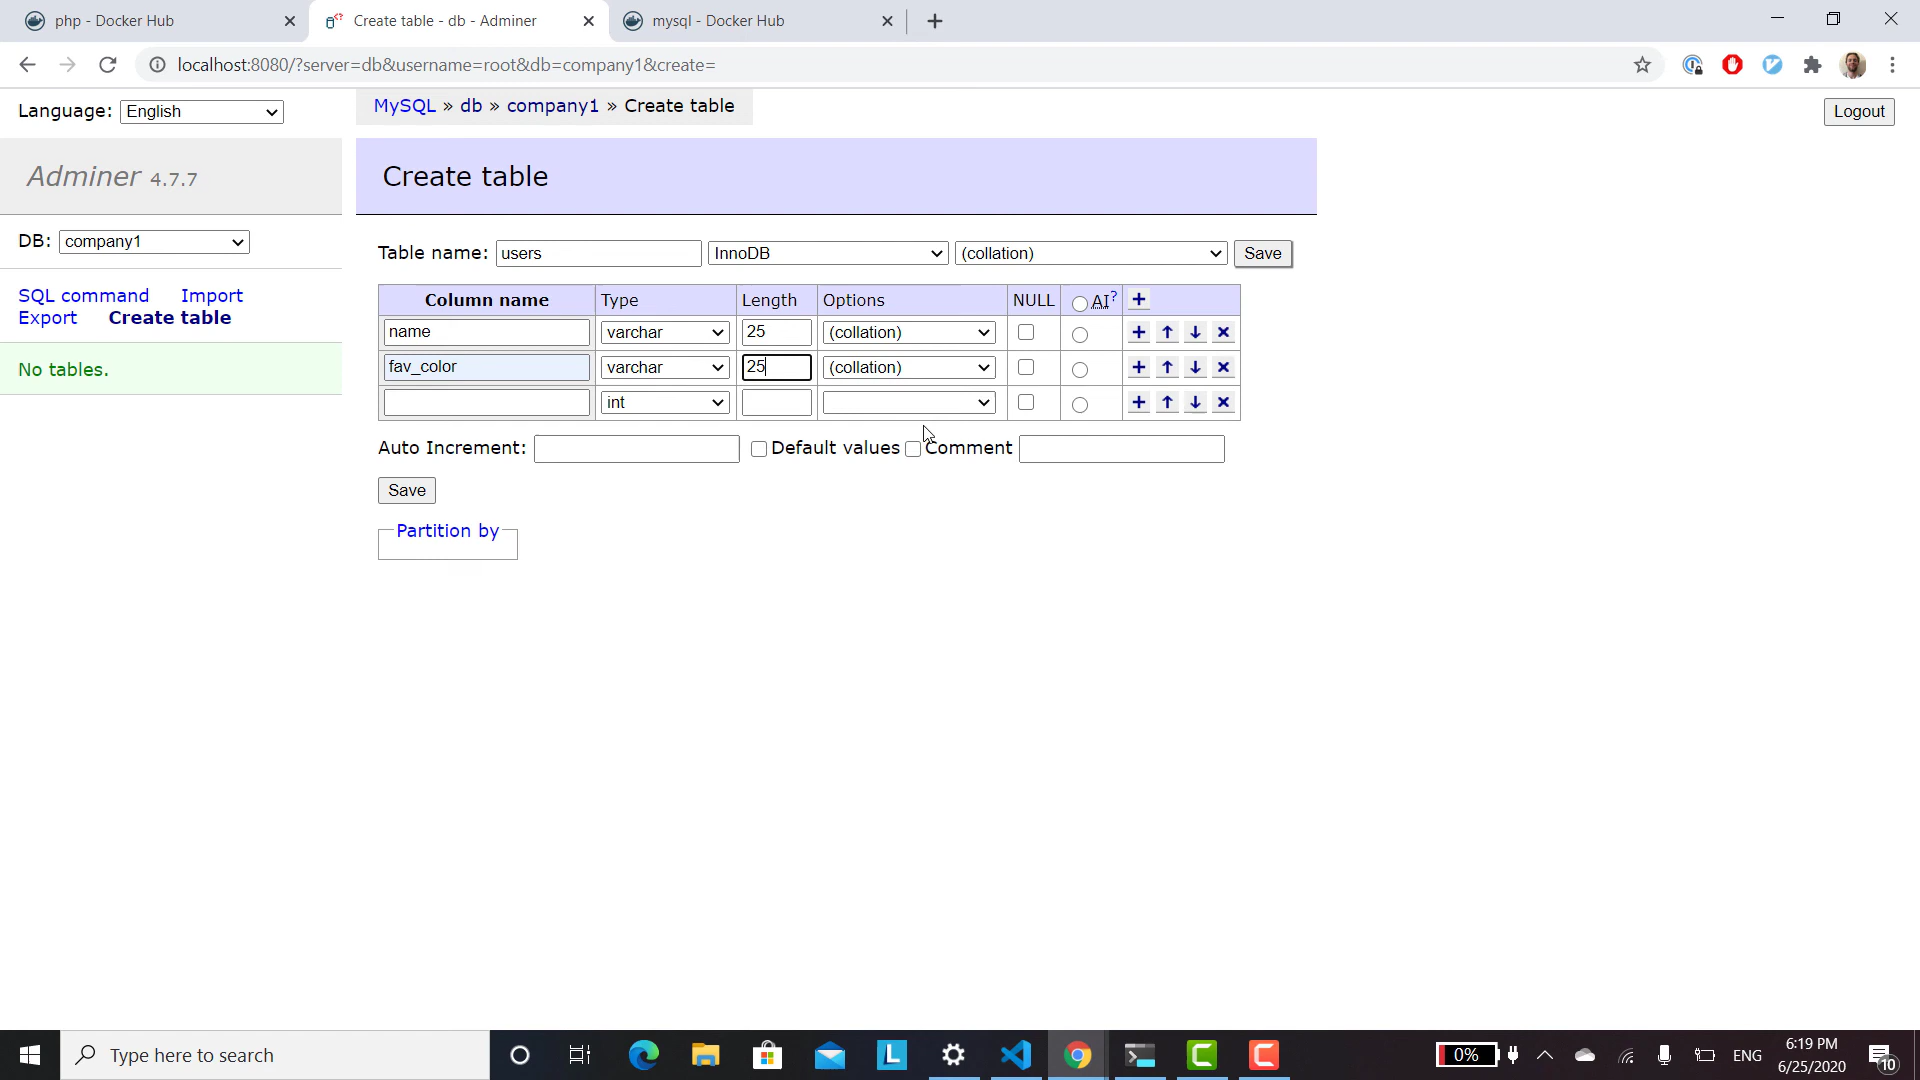 php - Docker Hub
Create table - db - Adminer
mysql - Docker Hub
localhost:8080/?server=db&username=root&db=company1&create=
Language: English
MySQL » db » company1 » Create table
Logout
Adminer 4.7.7
Create table
DB: company1
Table name: users InnoDB (collation) Save
SQL command Import
Export Create table
No tables.
Column name Type Length Options NULL AI?
name varchar 25 (collation)
fav_color varchar 25 (collation)
int
Auto Increment: Default values Comment
Save
Partition by
Type here to search
L
0%
ENG
6:19 PM
6/25/2020
10